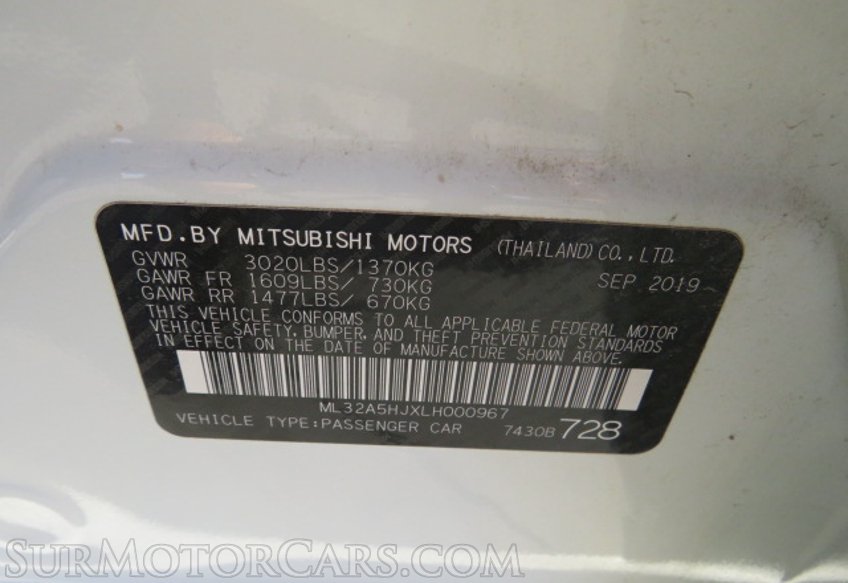 MFD.BY MITSUBISHI MOTORS (THAILAND) CO., LTD.
GVWR 3020LBS/1370KG SEP 2019
GAWR FR 1609LBS/ 730KG
GAWR RR 1477LBS/ 670KG
THIS VEHICLE CONFORMS TO ALL APPLICABLE FEDERAL MOTOR
VEHICLE SAFETY, BUMPER, AND THEFT PREVENTION STANDARDS
IN EFFECT ON THE DATE OF MANUFACTURE SHOWN ABOVE.
ML32A5HJXLH000967
VEHICLE TYPE:PASSENGER CAR 7430B 728
SurMotorCars.com